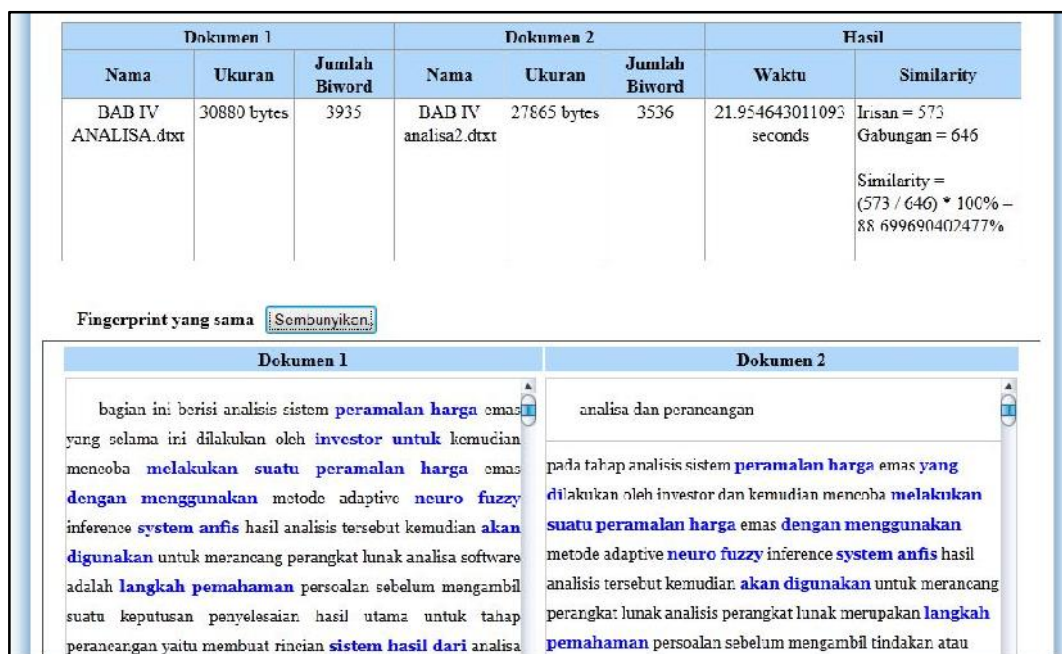 Dokumen 1 Dokumen 2 Hasil
Nama Ukuran Jumlah Biword Nama Ukuran Jumlah Biword Waktu Similarity
BAB IV 30880 bytes 3935 BAB IV 27865 bytes 3536 21.954643011093 Irisan = 573
ANALISA.dtxt analisa2.dtxt seconds Gabungan = 646
Similarity =
(573 / 646) * 100% =
88.699690402477%
Fingerprint yang sama Sembunyikan
Dokumen 1
bagian ini berisi analisis sistem peramalan harga emas
yang selama ini dilakukan oleh investor untuk kemudian
mencoba melakukan suatu peramalan harga emas
dengan menggunakan metode adaptive neuro fuzzy
inference system anfis hasil analisis tersebut kemudian akan
digunakan untuk merancang perangkat lunak analisa software
adalah langkah pemahaman persoalan sebelum mengambil
suatu keputusan penyelesaian hasil utama untuk tahap
perancangan yaitu membuat rincian sistem hasil dari analisa
Dokumen 2
analisa dan perancangan
pada tahap analisis sistem peramalan harga emas yang
dilakukan oleh investor dan kemudian mencoba melakukan
suatu peramalan harga emas dengan menggunakan
metode adaptive neuro fuzzy inference system anfis hasil
analisis tersebut kemudian akan digunakan untuk merancang
perangkat lunak analisis perangkat lunak merupakan langkah
pemahaman persoalan sebelum mengambil tindakan atau